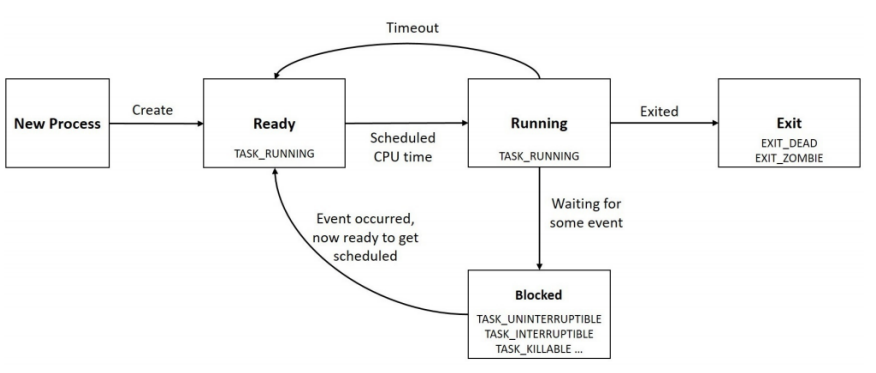 Timeout
New Process
Create
Ready
TASK_RUNNING
Scheduled
CPU time
Running
TASK_RUNNING
Exited
Exit
EXIT_DEAD
EXIT_ZOMBIE
Event occurred,
now ready to get
scheduled
Waiting for
some event
Blocked
TASK_UNINTERRUPTIBLE
TASK_INTERRUPTIBLE
TASK_KILLABLE ...